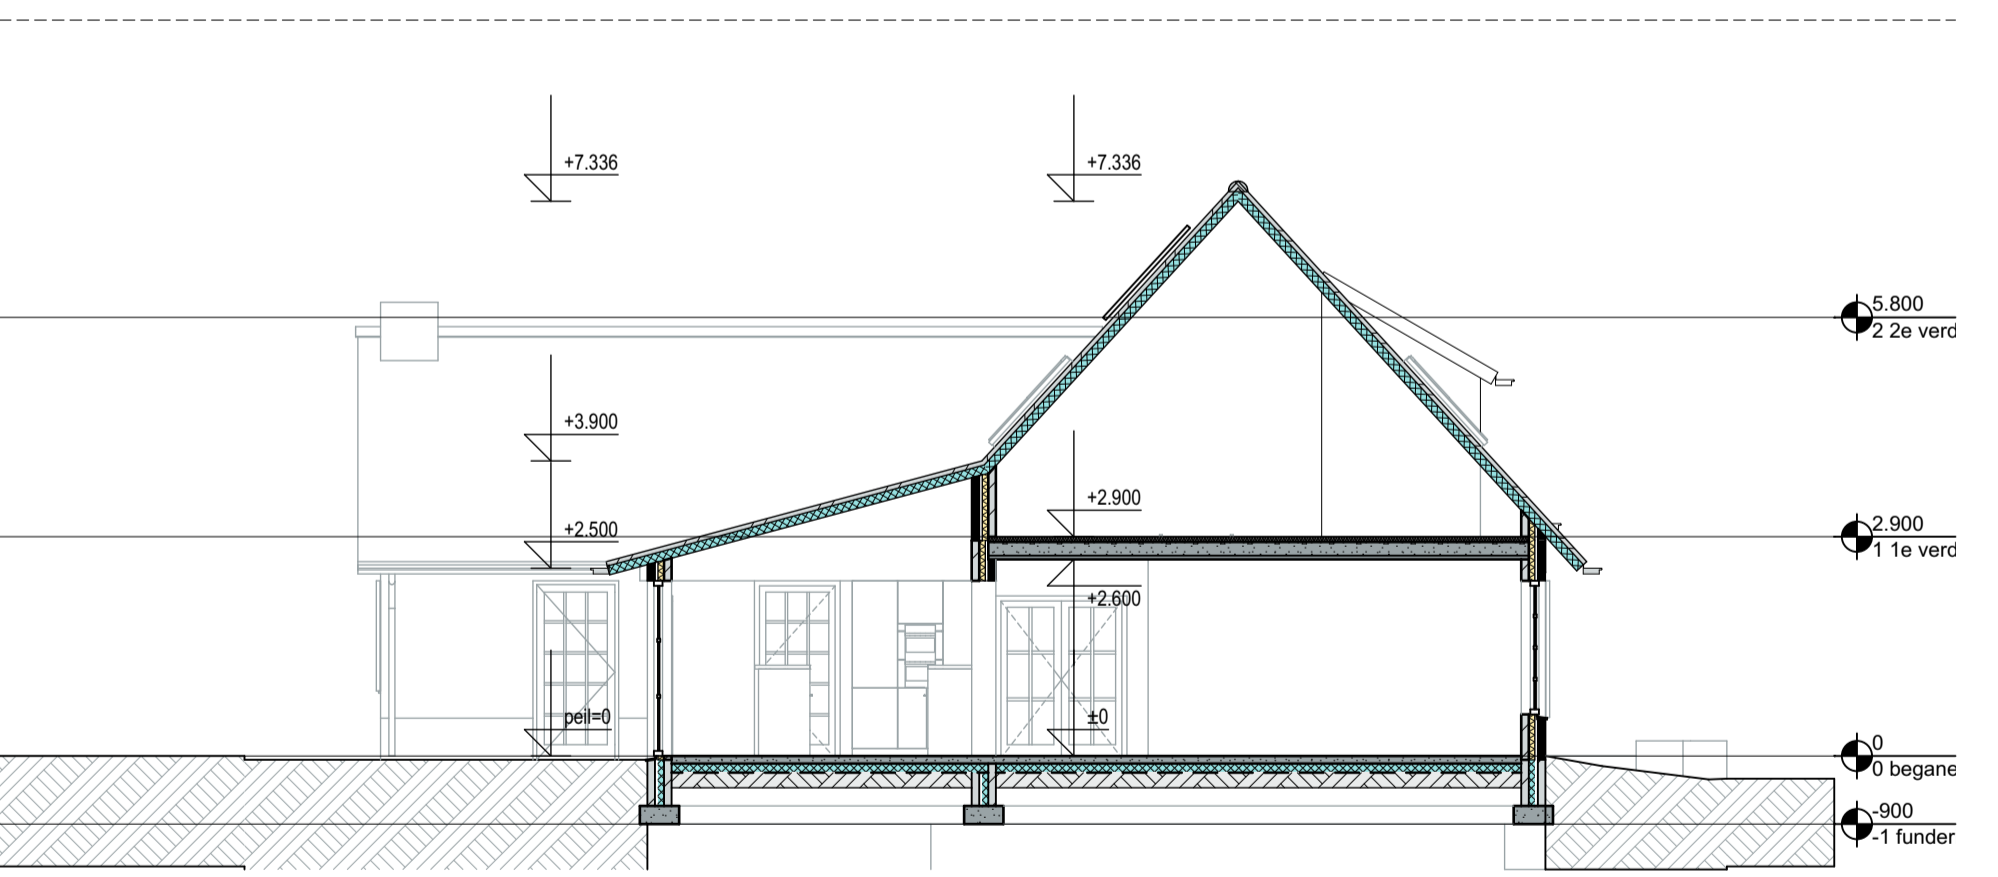 +7.336
+7.336
5.800
2 2e verd
+3.900
+2.900
+2.500
2.900
1 1e verd
+2.600
peil=0
±0
0
0 begane
-900
-1 funder